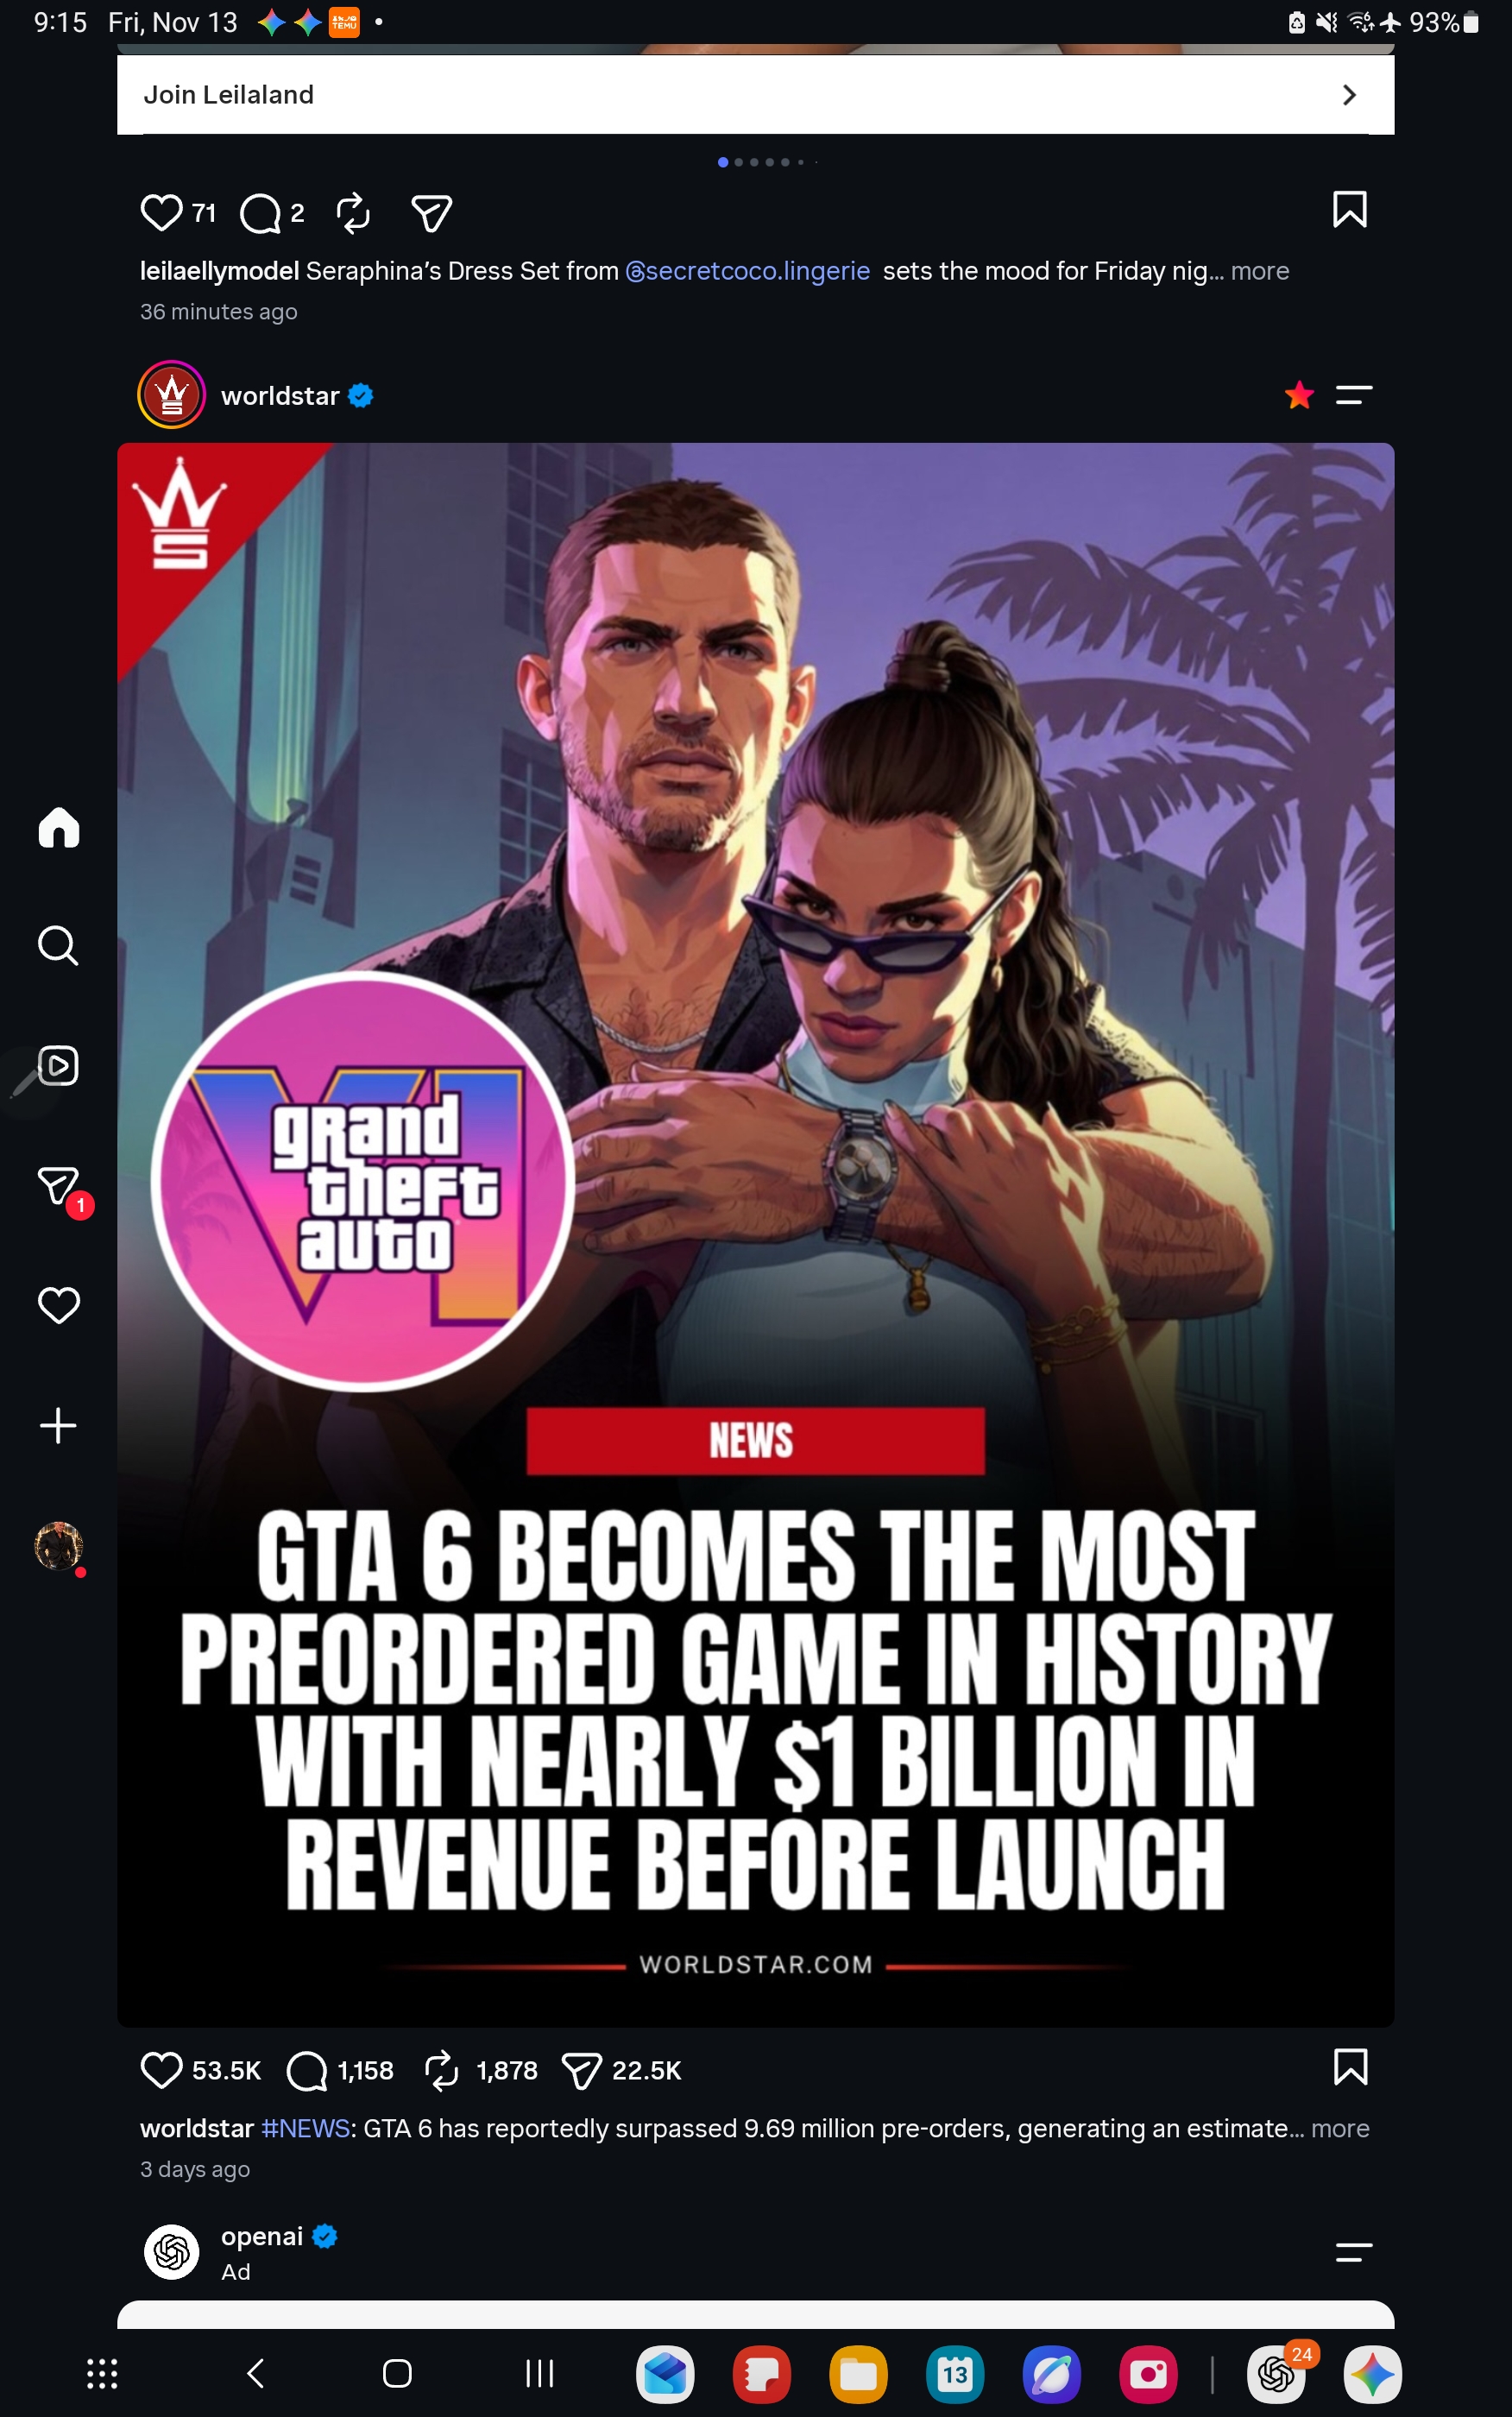 9:15 Fri, Nov 13 TEMU 93%
Join Leilaland
71 2
leilaellymodel Seraphina’s Dress Set from @secretcoco.lingerie sets the mood for Friday nig... more
36 minutes ago
worldstar
WS
VI
grand
theft
auto
1
NEWS
GTA 6 BECOMES THE MOST
PREORDERED GAME IN HISTORY
WITH NEARLY $1 BILLION IN
REVENUE BEFORE LAUNCH
WORLDSTAR.COM
53.5K 1,158 1,878 22.5K
worldstar #NEWS: GTA 6 has reportedly surpassed 9.69 million pre-orders, generating an estimate... more
3 days ago
openai
Ad
13 24